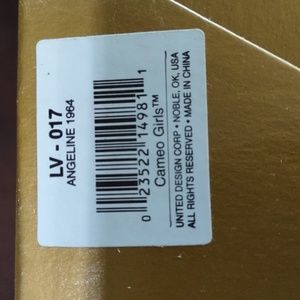 LV - 017
ANGELINE 1964
0 23522 14981 1
Cameo Girls™
UNITED DESIGN CORP • NOBLE, OK, USA
ALL RIGHTS RESERVED • MADE IN CHINA